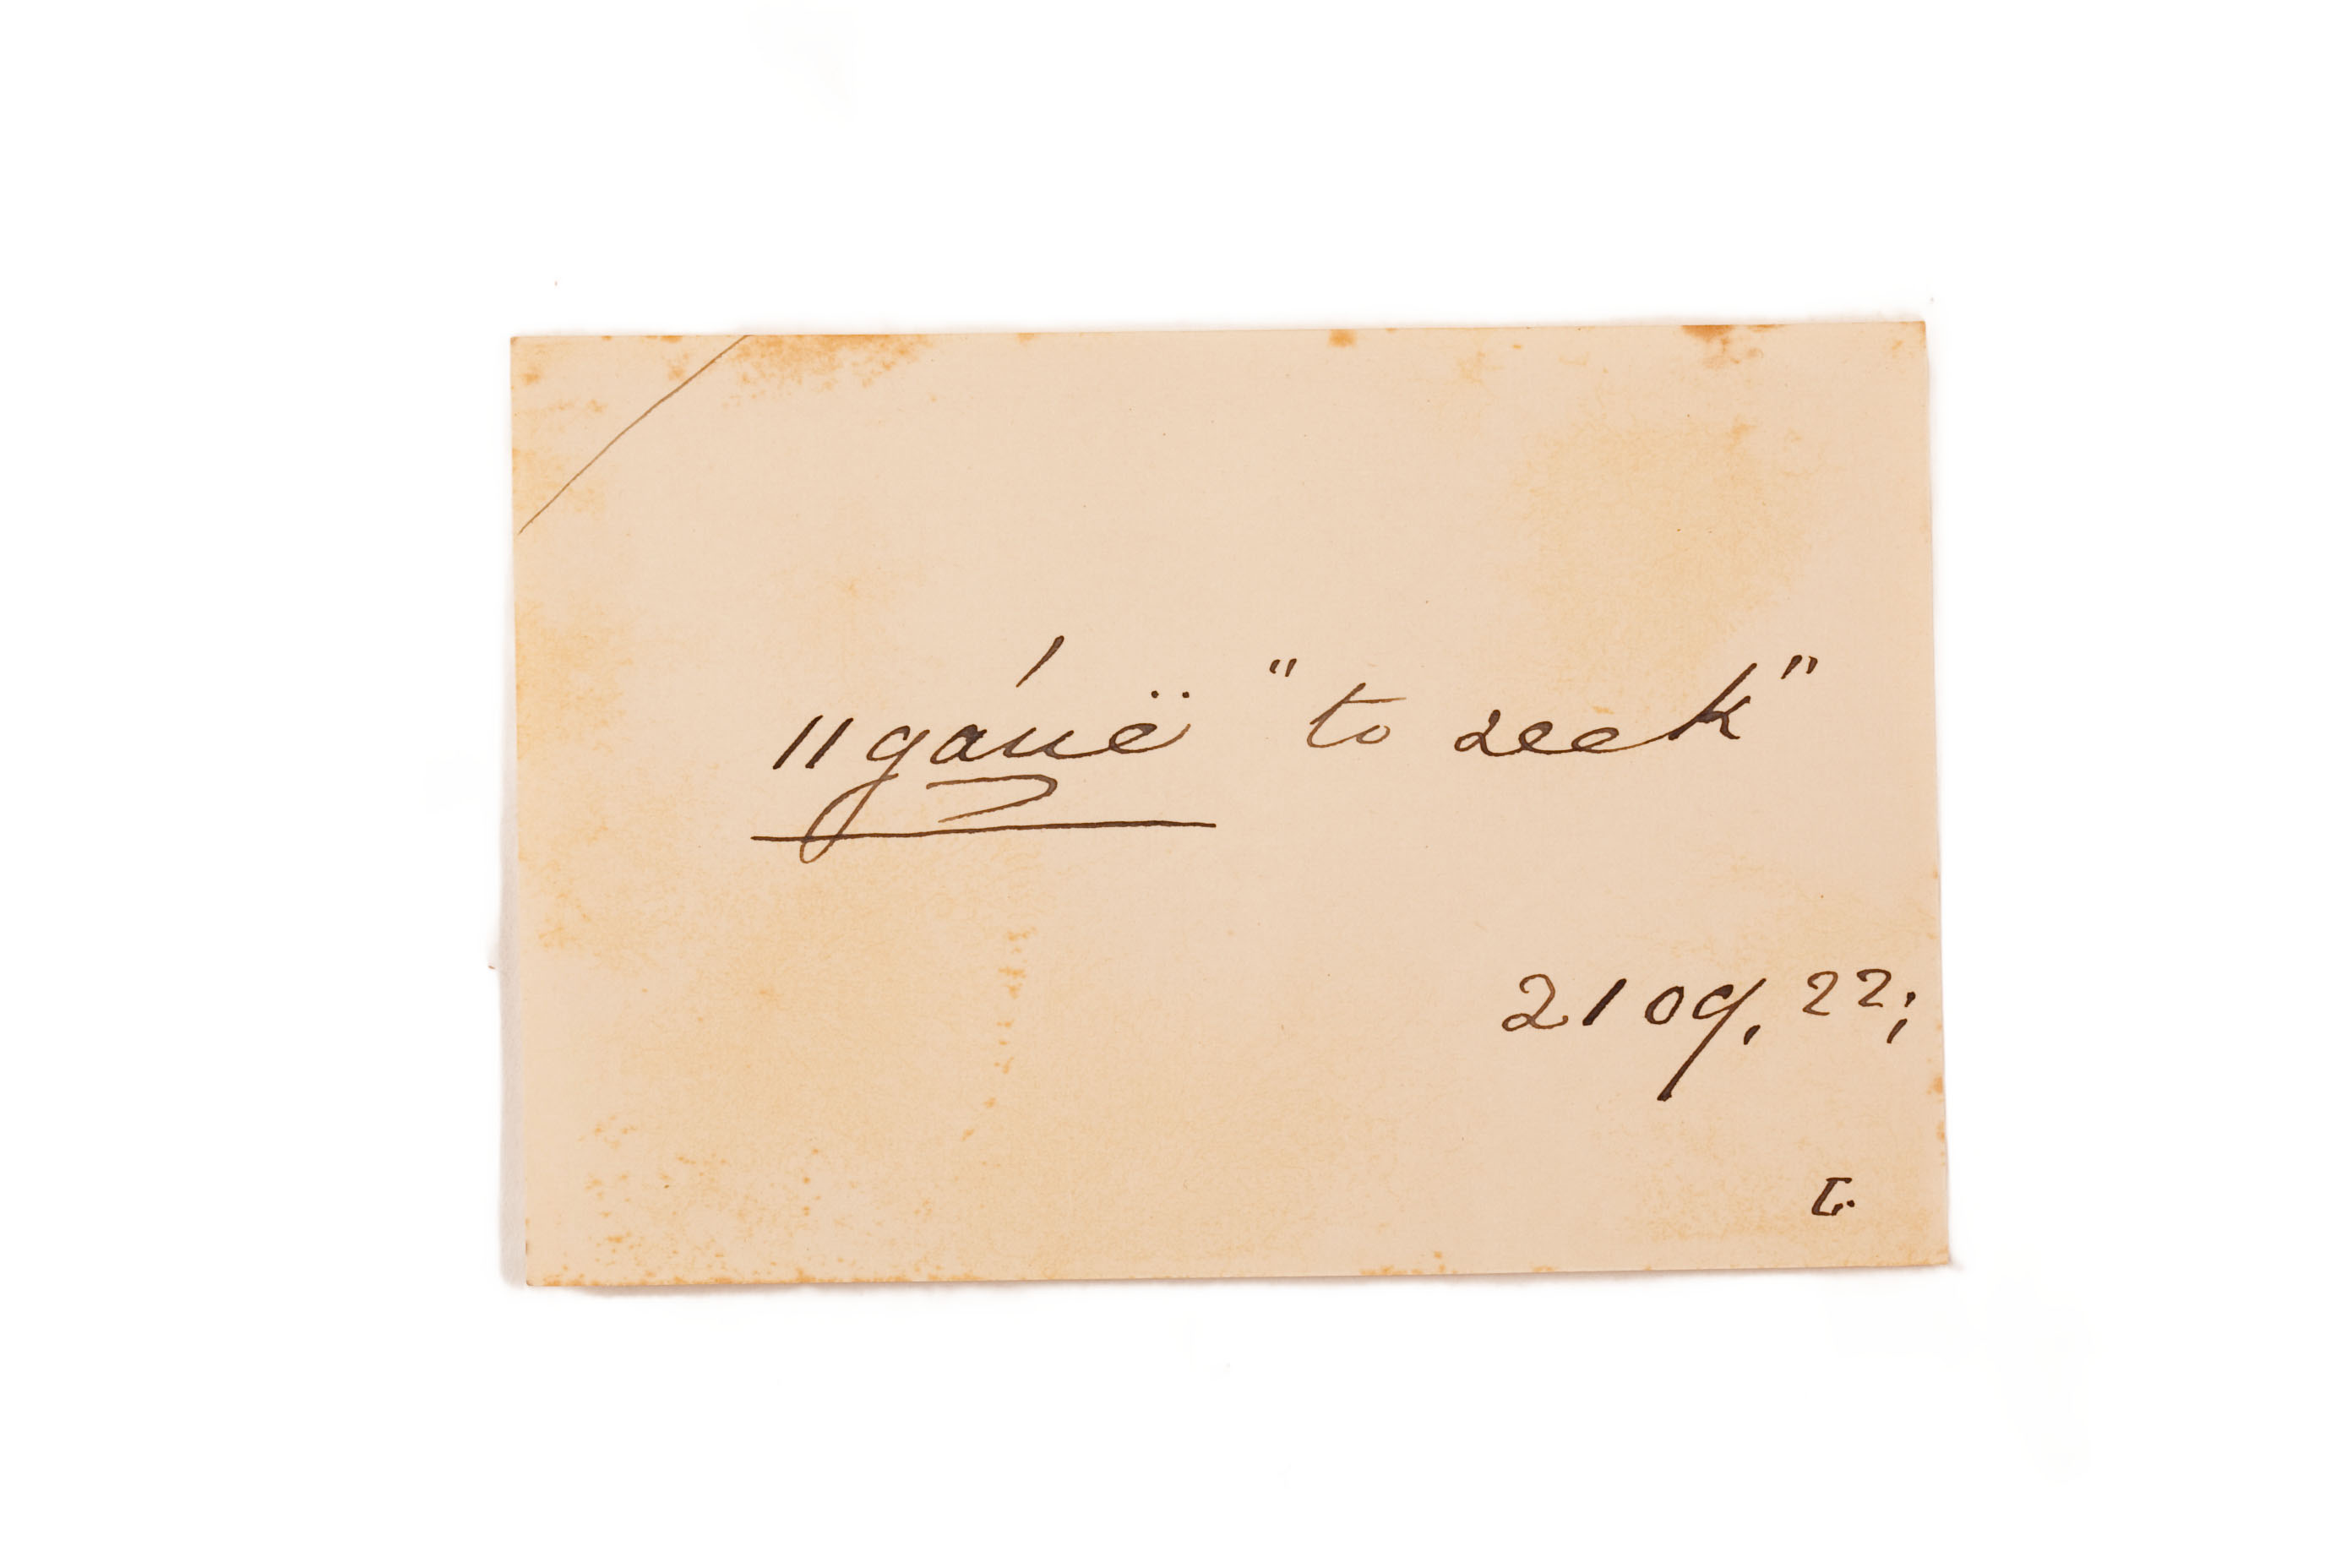 ǁgáuë "to seek"
2109, 22;
L.